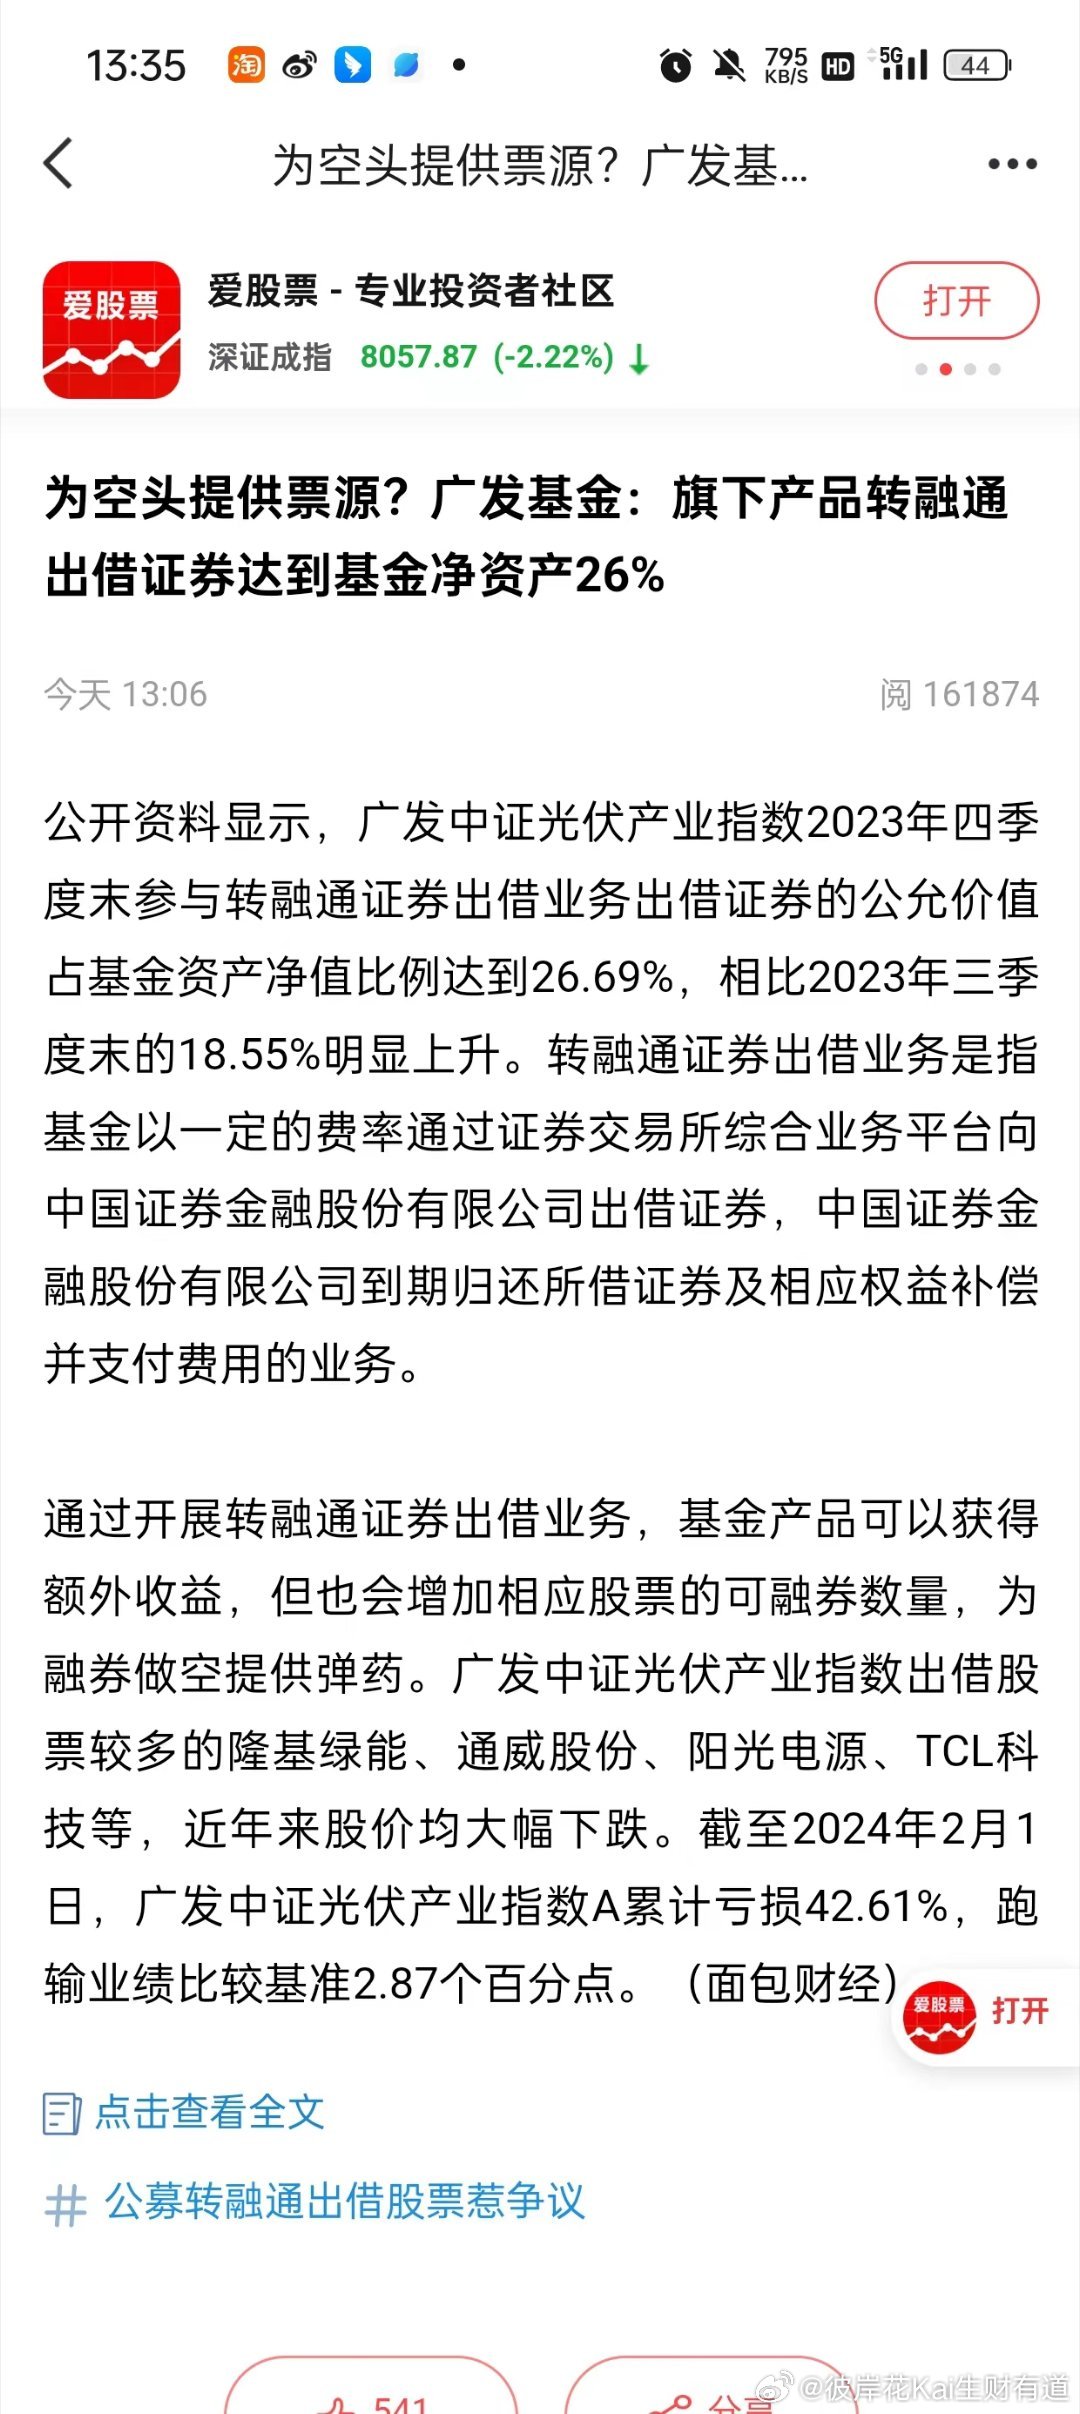 13:35 淘 795 KB/S HD 5G 44
为空头提供票源？广发基...
爱股票
爱股票 - 专业投资者社区
打开
深证成指 8057.87 (-2.22%) ↓
为空头提供票源？广发基金：旗下产品转融通
出借证券达到基金净资产26%
今天 13:06 阅 161874
公开资料显示，广发中证光伏产业指数2023年四季
度末参与转融通证券出借业务出借证券的公允价值
占基金资产净值比例达到26.69%，相比2023年三季
度末的18.55%明显上升。转融通证券出借业务是指
基金以一定的费率通过证券交易所综合业务平台向
中国证券金融股份有限公司出借证券，中国证券金
融股份有限公司到期归还所借证券及相应权益补偿
并支付费用的业务。
通过开展转融通证券出借业务，基金产品可以获得
额外收益，但也会增加相应股票的可融券数量，为
融券做空提供弹药。广发中证光伏产业指数出借股
票较多的隆基绿能、通威股份、阳光电源、TCL科
技等，近年来股价均大幅下跌。截至2024年2月1
日，广发中证光伏产业指数A累计亏损42.61%，跑
输业绩比较基准2.87个百分点。（面包财经）
爱股票 打开
点击查看全文
# 公募转融通出借股票惹争议
541 分享
@彼岸花Kai生财有道